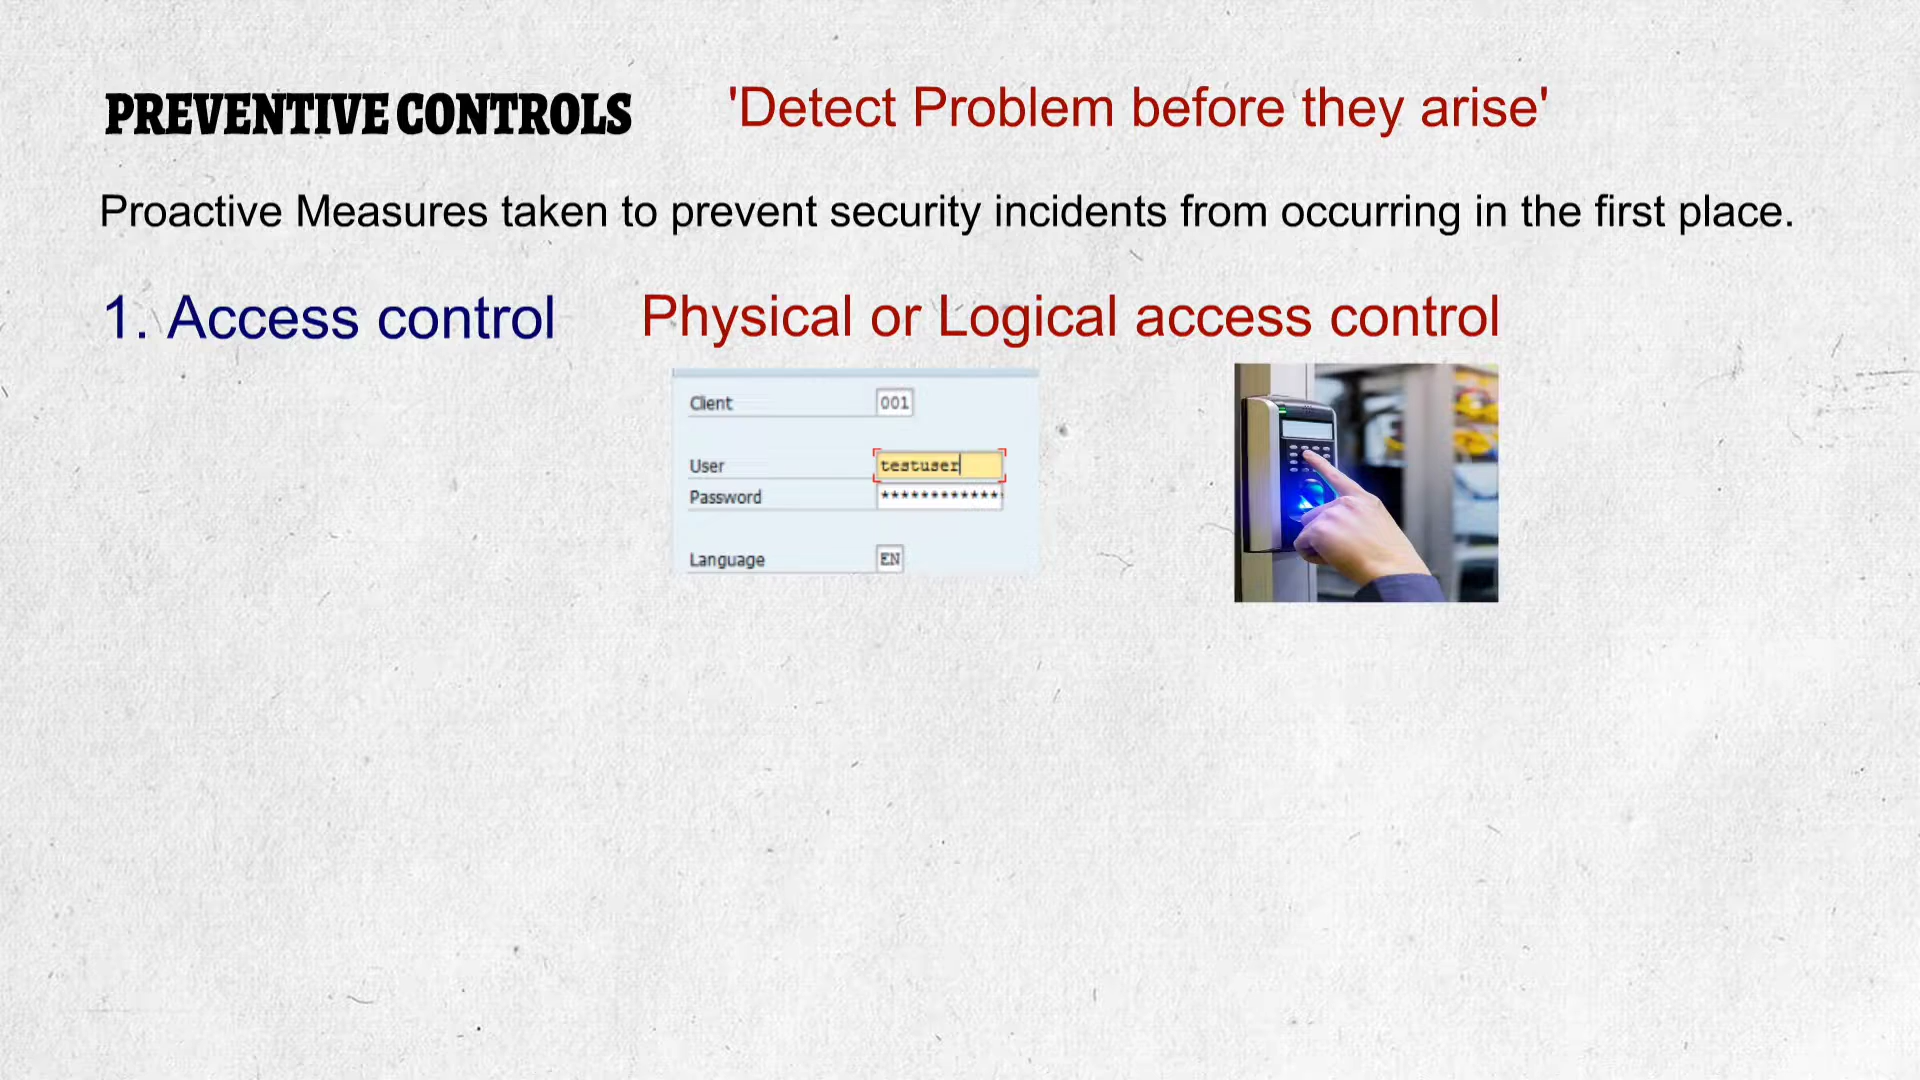 PREVENTIVE CONTROLS 'Detect Problem before they arise'
Proactive Measures taken to prevent security incidents from occurring in the first place.
1. Access control Physical or Logical access control
Client 001
User testuser
Password *************
Language EN